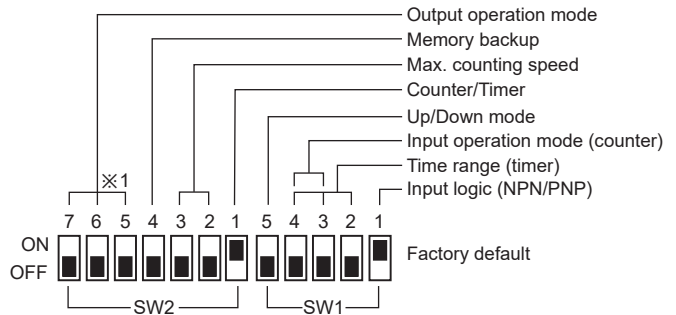 Output operation mode
Memory backup
Max. counting speed
Counter/Timer
Up/Down mode
Input operation mode (counter)
Time range (timer)
Input logic (NPN/PNP)
※1
7 6 5 4 3 2 1 5 4 3 2 1
ON
OFF
Factory default
SW2 SW1